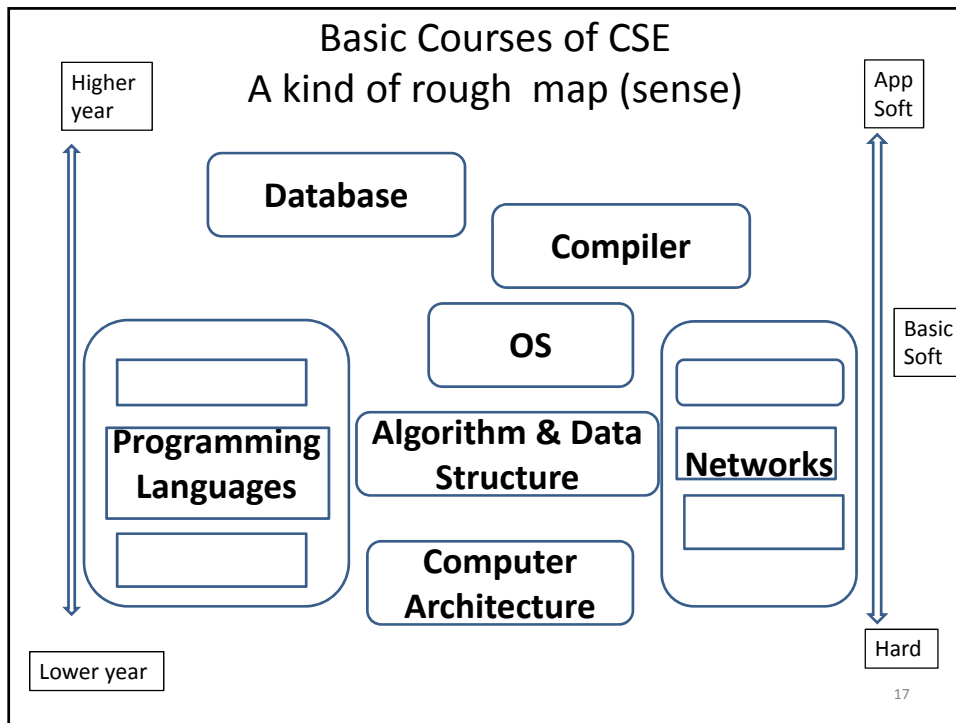 Basic Courses of CSE
A kind of rough map (sense)
Higher
year
App
Soft
Database
Compiler
OS
Basic
Soft
Programming
Languages
Algorithm & Data
Structure
Networks
Computer
Architecture
Lower year
Hard
17